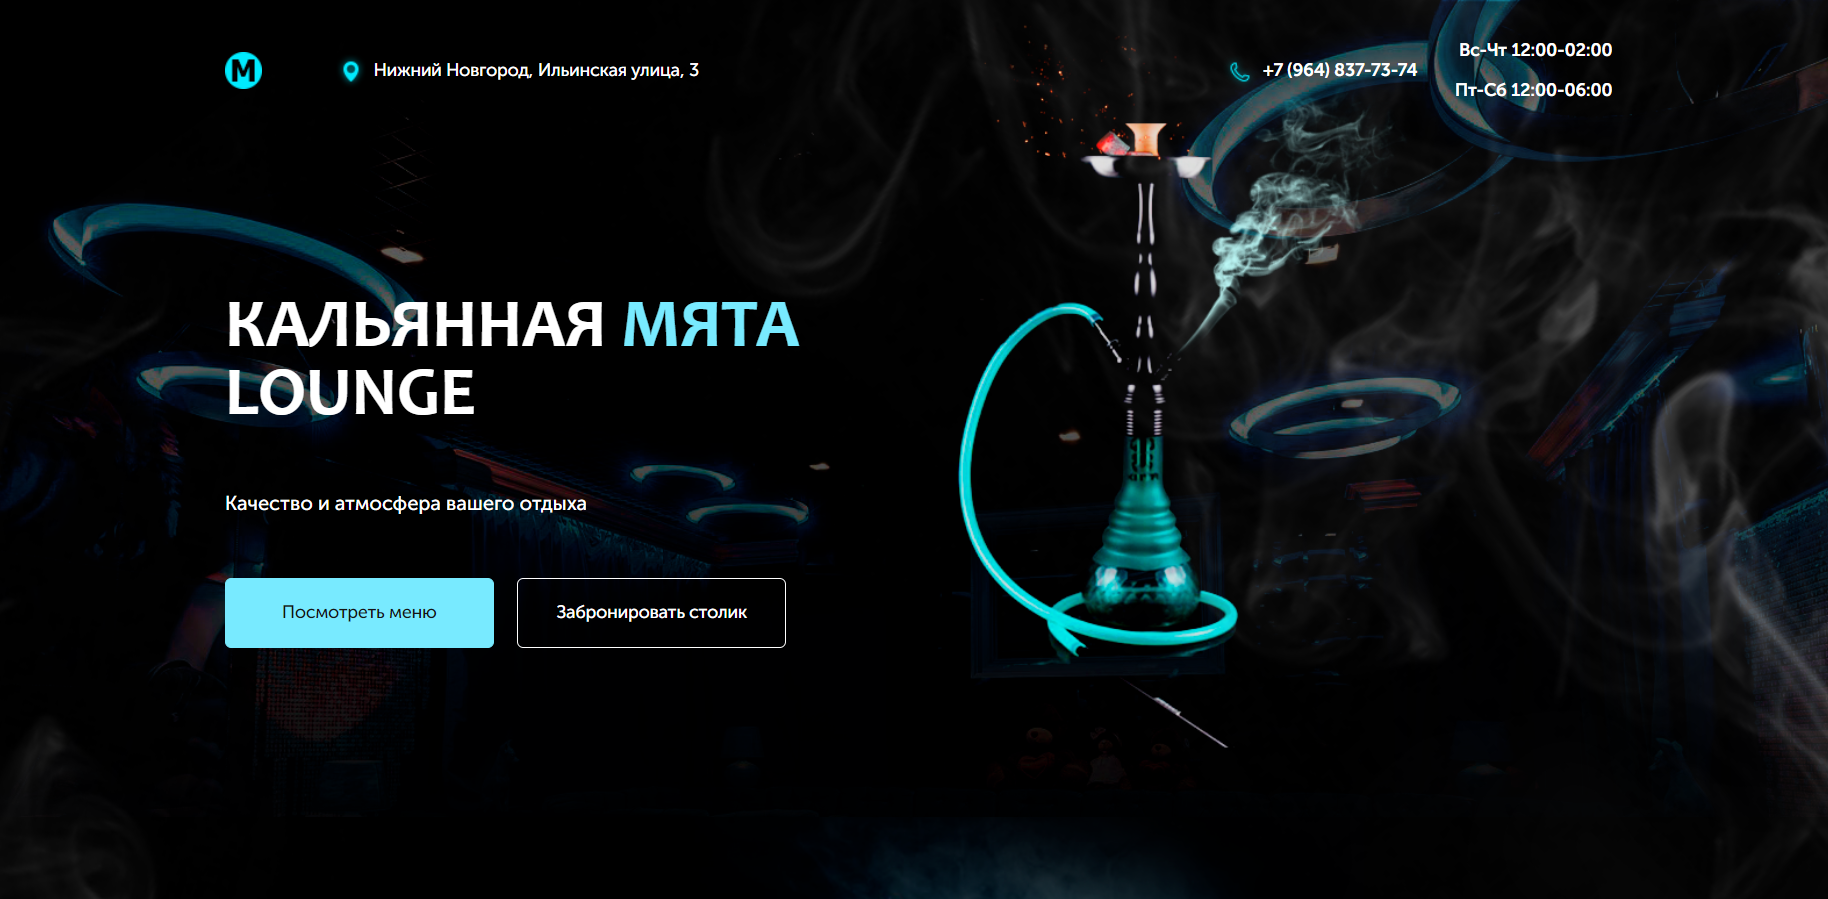 М
Нижний Новгород, Ильинская улица, 3
+7 (964) 837-73-74
Вс-Чт 12:00-02:00
Пт-Сб 12:00-06:00
КАЛЬЯННАЯ МЯТА
LOUNGE
Качество и атмосфера вашего отдыха
Посмотреть меню
Забронировать столик